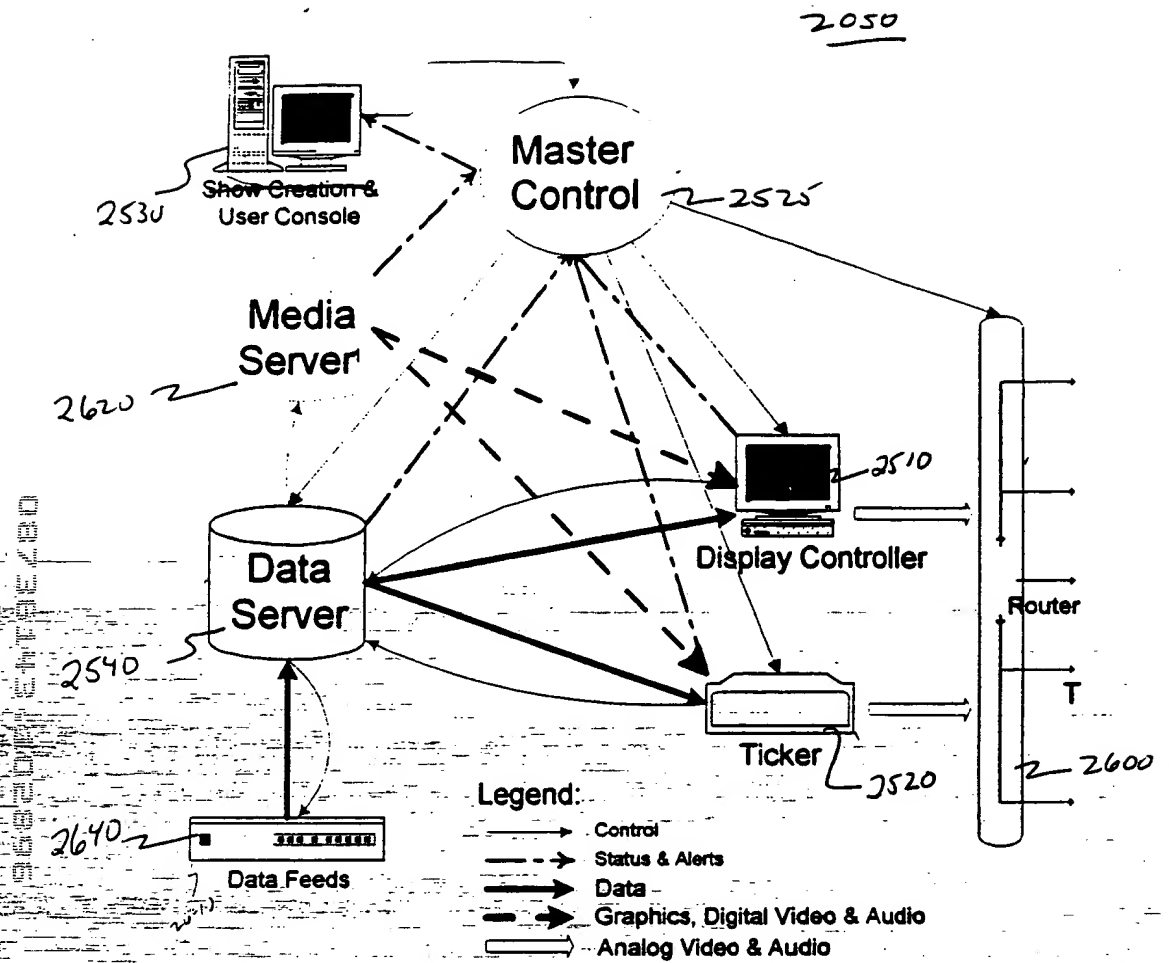 2050
Master
Control
2525
Show Creation &
User Console
2530
Media
Server
2620
2510
Display Controller
Data
Server
2540
Router
T
Ticker
2520
2600
Legend:
Control
Status & Alerts
Data
Graphics, Digital Video & Audio
Analog Video & Audio
2640
Data Feeds